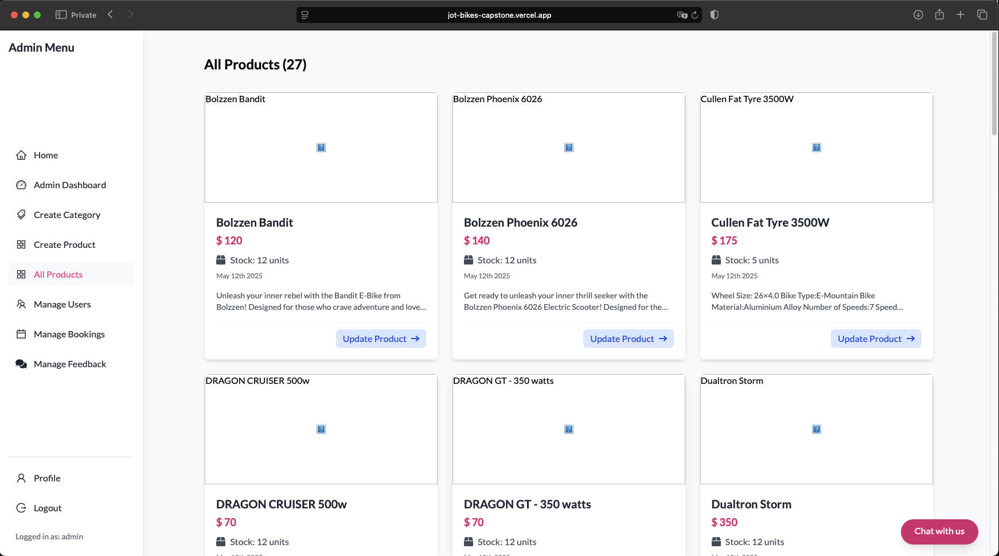 Private
jot-bikes-capstone.vercel.app
Admin Menu
Home
Admin Dashboard
Create Category
Create Product
All Products
Manage Users
Manage Bookings
Manage Feedback
Profile
Logout
Logged in as: admin
All Products (27)
Bolzzen Bandit
Bolzzen Bandit
$ 120
Stock: 12 units
May 12th 2025
Unleash your inner rebel with the Bandit E-Bike from
Bolzzen! Designed for those who crave adventure and love...
Update Product
Bolzzen Phoenix 6026
Bolzzen Phoenix 6026
$ 140
Stock: 12 units
May 12th 2025
Get ready to unleash your inner thrill seeker with the
Bolzzen Phoenix 6026 Electric Scooter! Designed for the...
Update Product
Cullen Fat Tyre 3500W
Cullen Fat Tyre 3500W
$ 175
Stock: 5 units
May 12th 2025
Wheel Size: 26×4.0 Bike Type:E-Mountain Bike
Material:Aluminium Alloy Number of Speeds:7 Speed...
Update Product
DRAGON CRUISER 500w
DRAGON CRUISER 500w
$ 70
Stock: 12 units
DRAGON GT - 350 watts
DRAGON GT - 350 watts
$ 70
Stock: 12 units
Dualtron Storm
Dualtron Storm
$ 350
Stock: 12 units
Chat with us